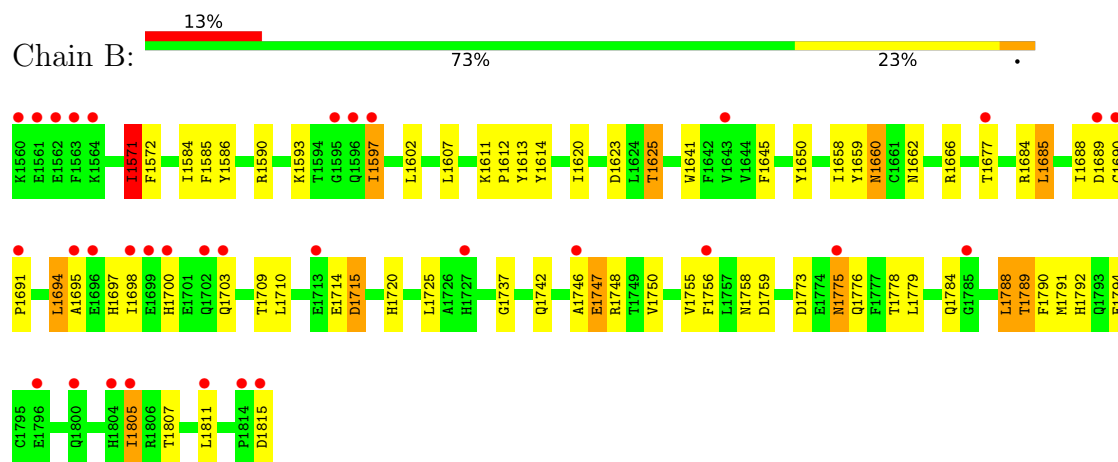 13%
Chain B:
73% 23% •
K1560 E1561 E1562 F1563 K1564 I1571 F1572 I1584 F1585 Y1586 R1590 K1593 T1594 G1595 Q1596 I1597 L1602 L1607 K1611 P1612 Y1613 Y1614 I1620 D1623 L1624 T1625 W1641 F1642 V1643 V1644 F1645 Y1650 I1658 Y1659 N1660 C1661 N1662 R1666 T1677 R1684 L1685 I1688 D1689 C1690
P1691 L1694 A1695 E1696 H1697 I1698 E1699 H1700 E1701 Q1702 Q1703 T1709 L1710 E1713 E1714 D1715 H1720 L1725 A1726 H1727 G1737 Q1742 A1746 E1747 R1748 T1749 V1750 V1755 F1756 L1757 N1758 D1759 D1773 E1774 N1775 Q1776 F1777 T1778 L1779 Q1784 G1785 L1788 T1789 F1790 M1791 H1792 Q1793 E1794
C1795 E1796 Q1800 H1804 I1805 R1806 T1807 L1811 P1814 D1815